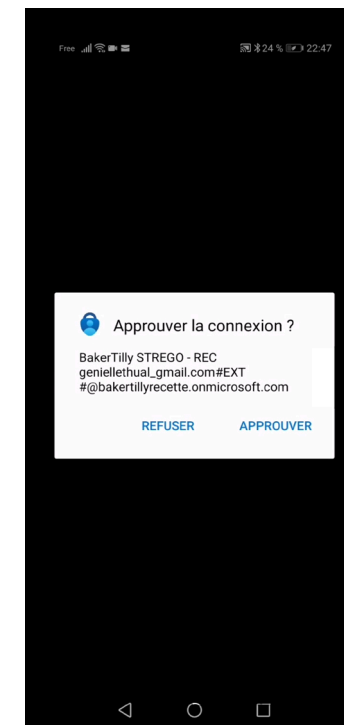 Free 24 % 22:47
Approuver la connexion ?
BakerTilly STREGO - REC
geniellethual_gmail.com#EXT
#@bakertillyrecette.onmicrosoft.com
REFUSER APPROUVER